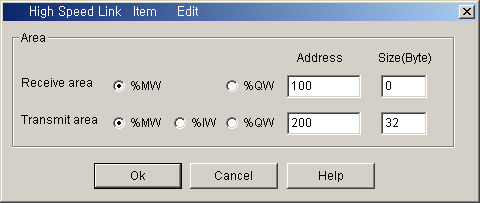 High Speed Link Item Edit
Area
Address Size(Byte)
Receive area %MW %QW 100 0
Transmit area %MW %IW %QW 200 32
Ok Cancel Help